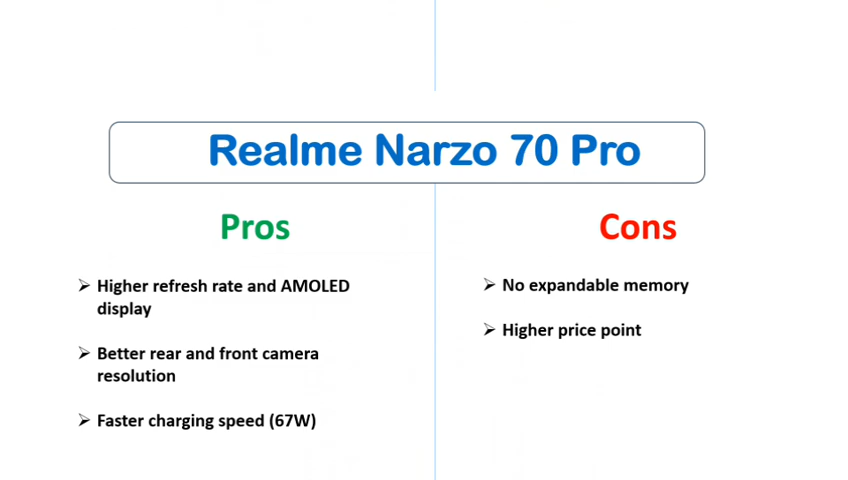 Realme Narzo 70 Pro
Pros
Higher refresh rate and AMOLED
display
Better rear and front camera
resolution
Faster charging speed (67W)
Cons
No expandable memory
Higher price point